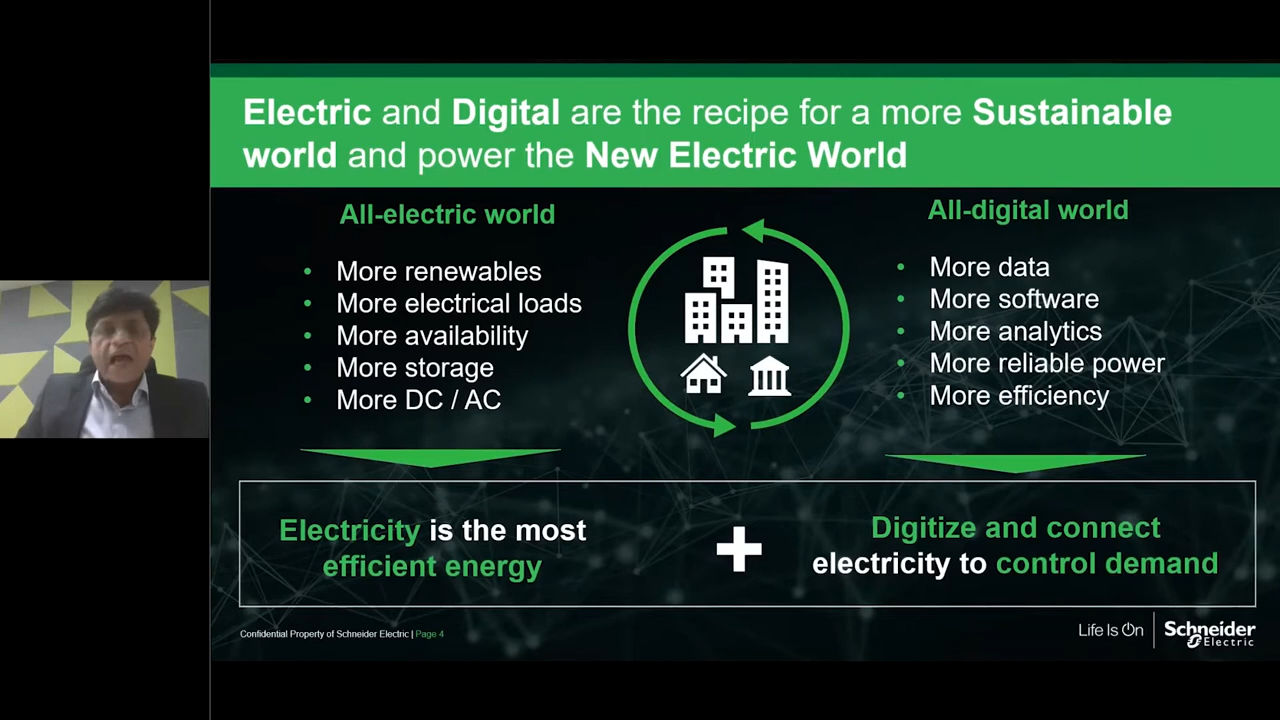 Electric and Digital are the recipe for a more Sustainable
world and power the New Electric World
All-electric world
• More renewables
• More electrical loads
• More availability
• More storage
• More DC / AC
All-digital world
• More data
• More software
• More analytics
• More reliable power
• More efficiency
Electricity is the most
efficient energy
+
Digitize and connect
electricity to control demand
Confidential Property of Schneider Electric | Page 4
Life Is On
Schneider
Electric